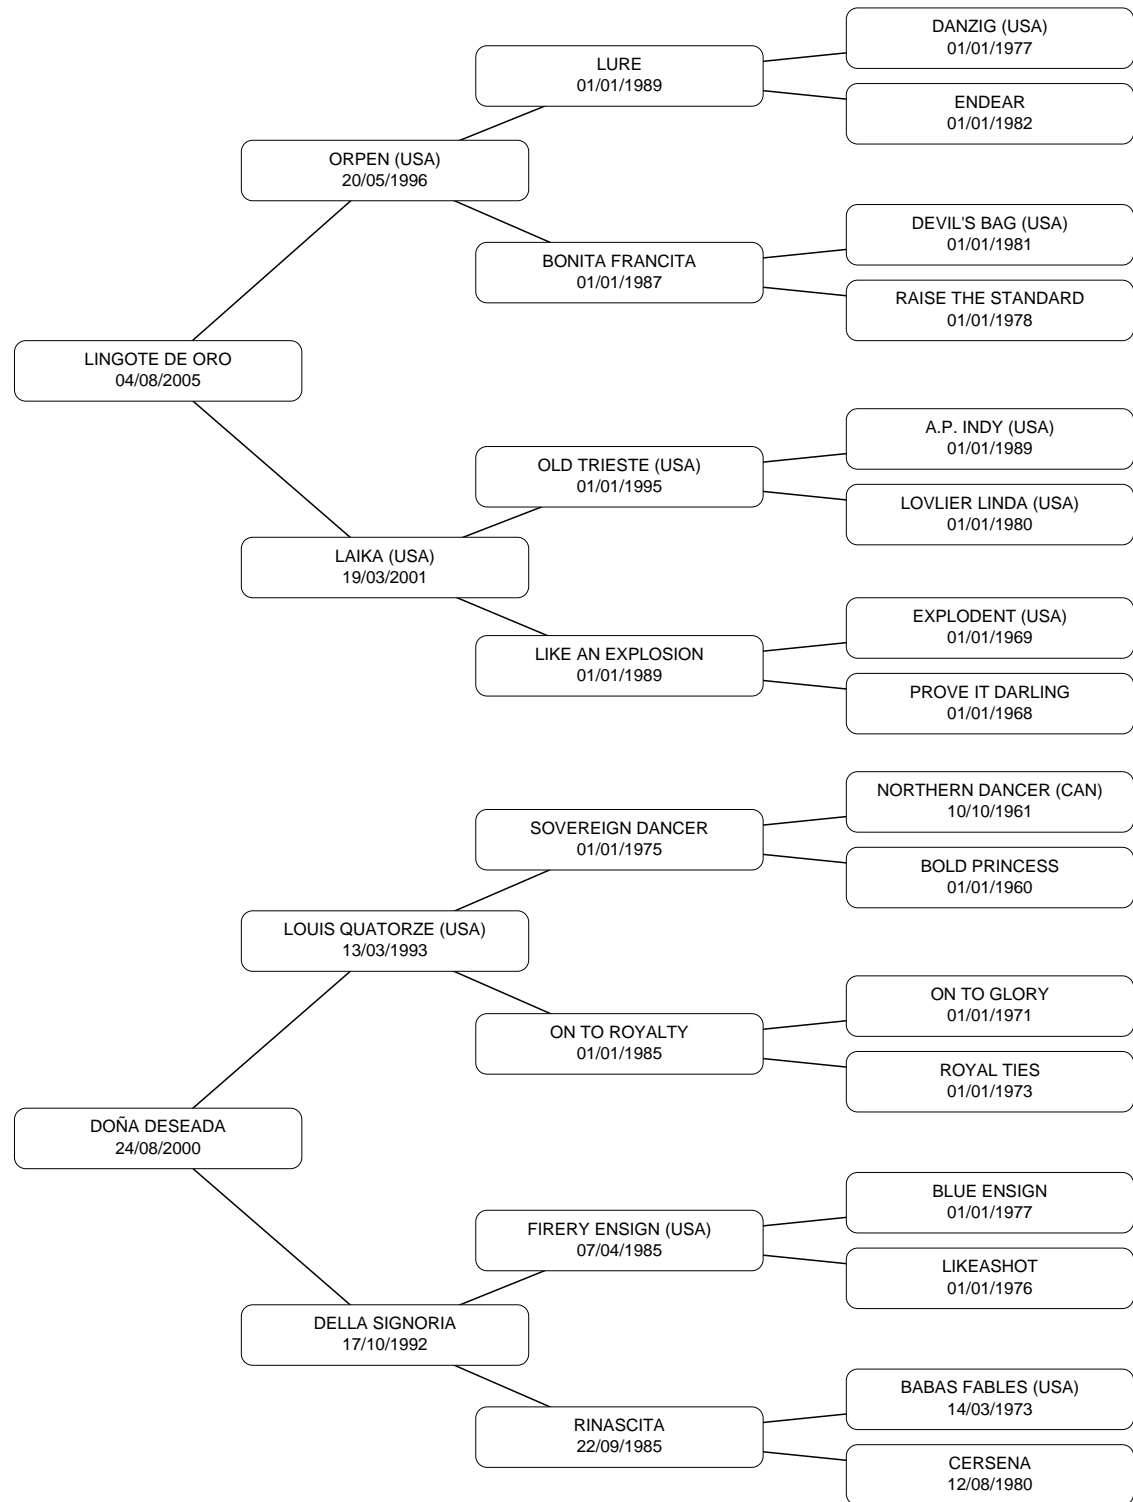 DANZIG (USA)
01/01/1977
LURE
01/01/1989
ENDEAR
01/01/1982
ORPEN (USA)
20/05/1996
DEVIL'S BAG (USA)
01/01/1981
BONITA FRANCITA
01/01/1987
RAISE THE STANDARD
01/01/1978
LINGOTE DE ORO
04/08/2005
A.P. INDY (USA)
01/01/1989
OLD TRIESTE (USA)
01/01/1995
LOVLIER LINDA (USA)
01/01/1980
LAIKA (USA)
19/03/2001
EXPLODENT (USA)
01/01/1969
LIKE AN EXPLOSION
01/01/1989
PROVE IT DARLING
01/01/1968
NORTHERN DANCER (CAN)
10/10/1961
SOVEREIGN DANCER
01/01/1975
BOLD PRINCESS
01/01/1960
LOUIS QUATORZE (USA)
13/03/1993
ON TO GLORY
01/01/1971
ON TO ROYALTY
01/01/1985
ROYAL TIES
01/01/1973
DOÑA DESEADA
24/08/2000
BLUE ENSIGN
01/01/1977
FIRERY ENSIGN (USA)
07/04/1985
LIKEASHOT
01/01/1976
DELLA SIGNORIA
17/10/1992
BABAS FABLES (USA)
14/03/1973
RINASCITA
22/09/1985
CERSENA
12/08/1980